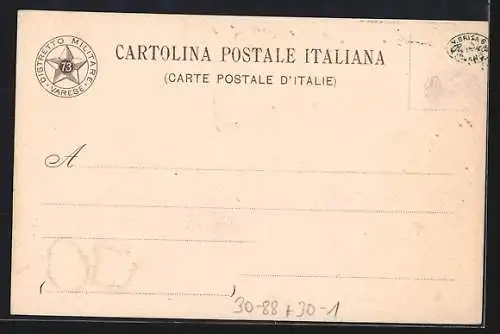 DISTRETTO MILITARE
73
VARESE
CARTOLINA POSTALE ITALIANA
(CARTE POSTALE D'ITALIE)
A
( )
30-88 + 30-1